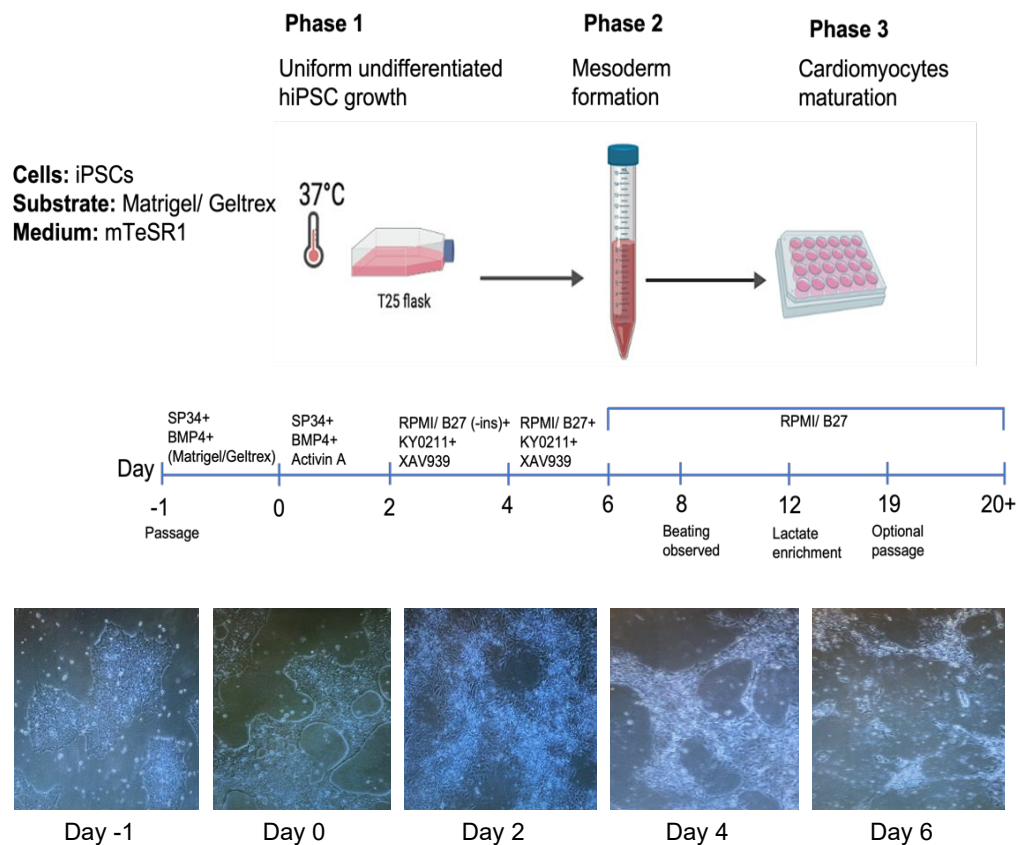 Phase 1
Phase 2
Phase 3
Uniform undifferentiated
hiPSC growth
Mesoderm
formation
Cardiomyocytes
maturation
Cells: iPSCs
Substrate: Matrigel/ Geltrex
Medium: mTeSR1
37°C
T25 flask
SP34+
BMP4+
(Matrigel/Geltrex)
SP34+
BMP4+
Activin A
RPMI/ B27 (-ins)+
KY0211+
XAV939
RPMI/ B27+
KY0211+
XAV939
RPMI/ B27
Day
-1
0
2
4
6
8
12
19
20+
Passage
Beating
observed
Lactate
enrichment
Optional
passage
Day -1
Day 0
Day 2
Day 4
Day 6